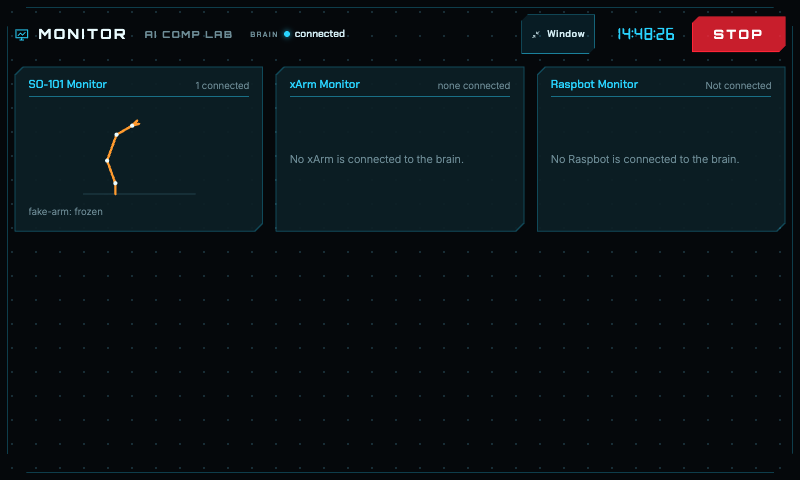 MONITOR AI COMP LAB BRAIN connected Window 14:48:26 STOP
SO-101 Monitor 1 connected
fake-arm: frozen
xArm Monitor none connected
No xArm is connected to the brain.
Raspbot Monitor Not connected
No Raspbot is connected to the brain.